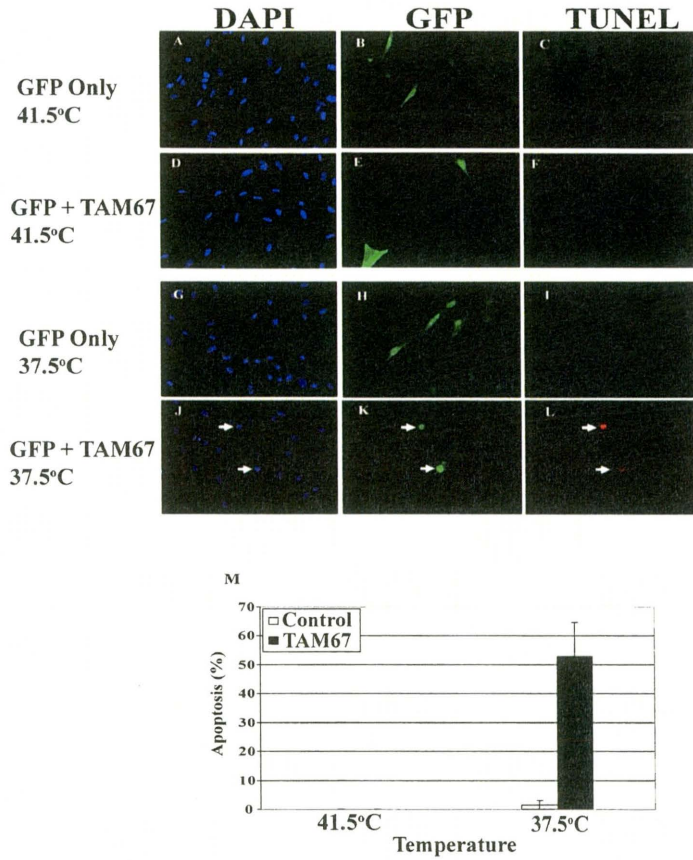 DAPI GFP TUNEL
A B C
GFP Only
41.5°C
D E F
GFP + TAM67
41.5°C
G H I
GFP Only
37.5°C
J K L
GFP + TAM67
37.5°C
M
70
60
50
40
30
20
10
0
Apoptosis (%)
Control
TAM67
41.5°C 37.5°C
Temperature